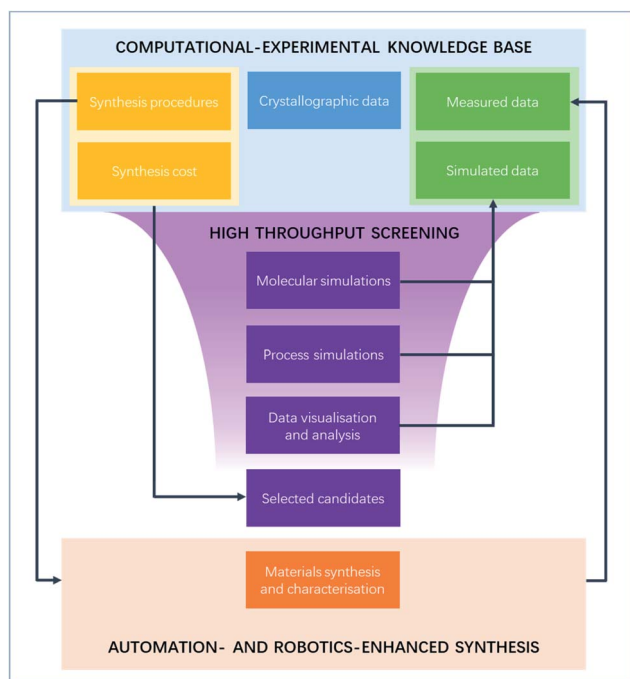 COMPUTATIONAL-EXPERIMENTAL KNOWLEDGE BASE
Synthesis procedures
Crystallographic data
Measured data
Synthesis cost
Simulated data
HIGH THROUGHPUT SCREENING
Molecular simulations
Process simulations
Data visualisation
and analysis
Selected candidates
Materials synthesis
and characterisation
AUTOMATION- AND ROBOTICS-ENHANCED SYNTHESIS